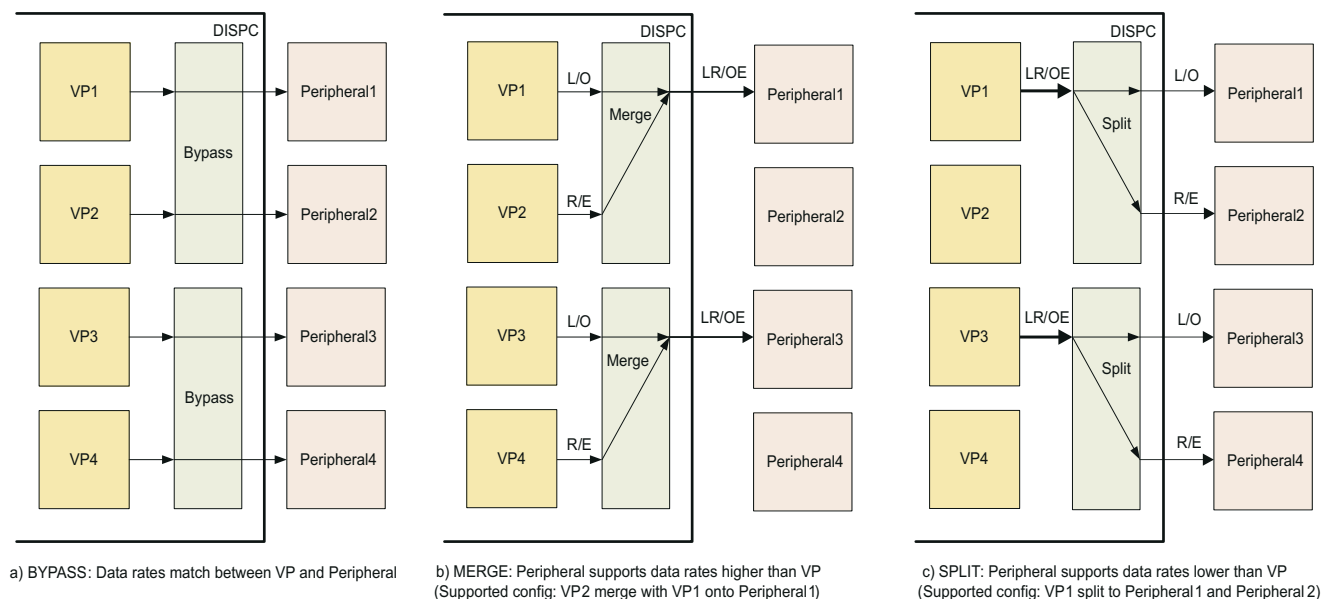 DISPC
VP1
Peripheral1
Bypass
VP2
Peripheral2
VP3
Peripheral3
Bypass
VP4
Peripheral4
a) BYPASS: Data rates match between VP and Peripheral
DISPC
VP1
L/O
Merge
LR/OE
Peripheral1
VP2
R/E
Peripheral2
VP3
L/O
Merge
LR/OE
Peripheral3
VP4
R/E
Peripheral4
b) MERGE: Peripheral supports data rates higher than VP
(Supported config: VP2 merge with VP1 onto Peripheral1)
DISPC
VP1
LR/OE
Split
L/O
Peripheral1
VP2
R/E
Peripheral2
VP3
LR/OE
Split
L/O
Peripheral3
VP4
R/E
Peripheral4
c) SPLIT: Peripheral supports data rates lower than VP
(Supported config: VP1 split to Peripheral1 and Peripheral2)